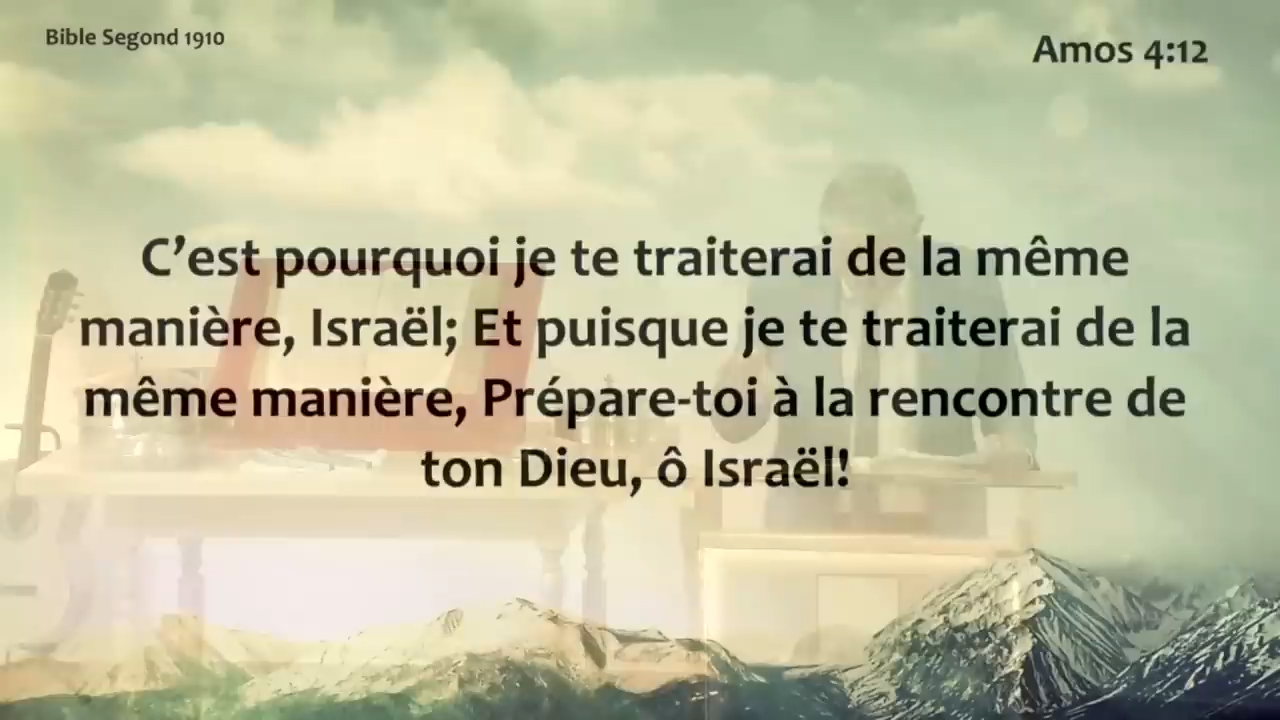 Bible Segond 1910
Amos 4:12
C’est pourquoi je te traiterai de la même
manière, Israël; Et puisque je te traiterai de la
même manière, Prépare-toi à la rencontre de
ton Dieu, ô Israël!